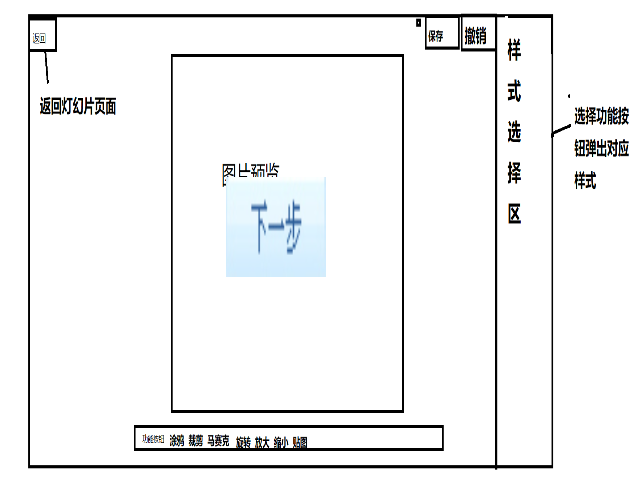 返回
保存
撤销
返回灯幻片页面
图片预览
下一步
样
式
选
择
区
选择功能按
钮弹出对应
样式
功能按钮 涂鸦 裁剪 马赛克 旋转 放大 缩小 贴图